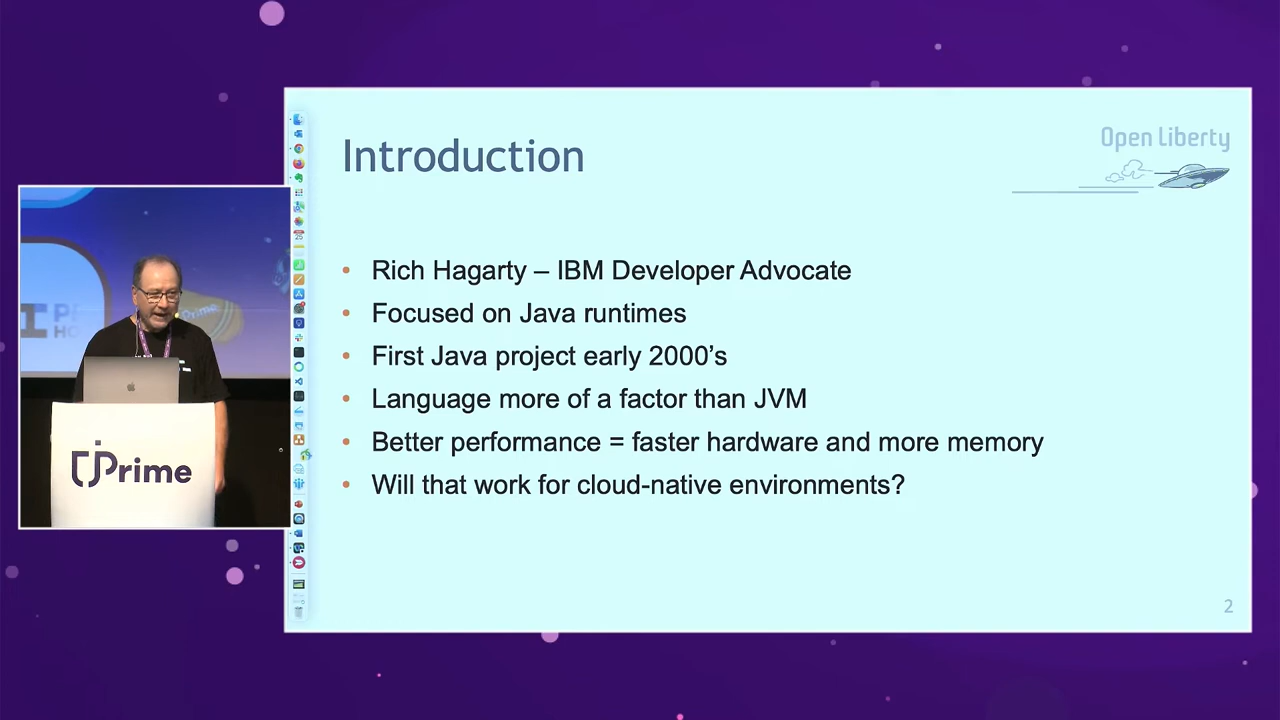 Introduction
Open Liberty
• Rich Hagarty – IBM Developer Advocate
• Focused on Java runtimes
• First Java project early 2000's
• Language more of a factor than JVM
• Better performance = faster hardware and more memory
• Will that work for cloud-native environments?
2
jPrime